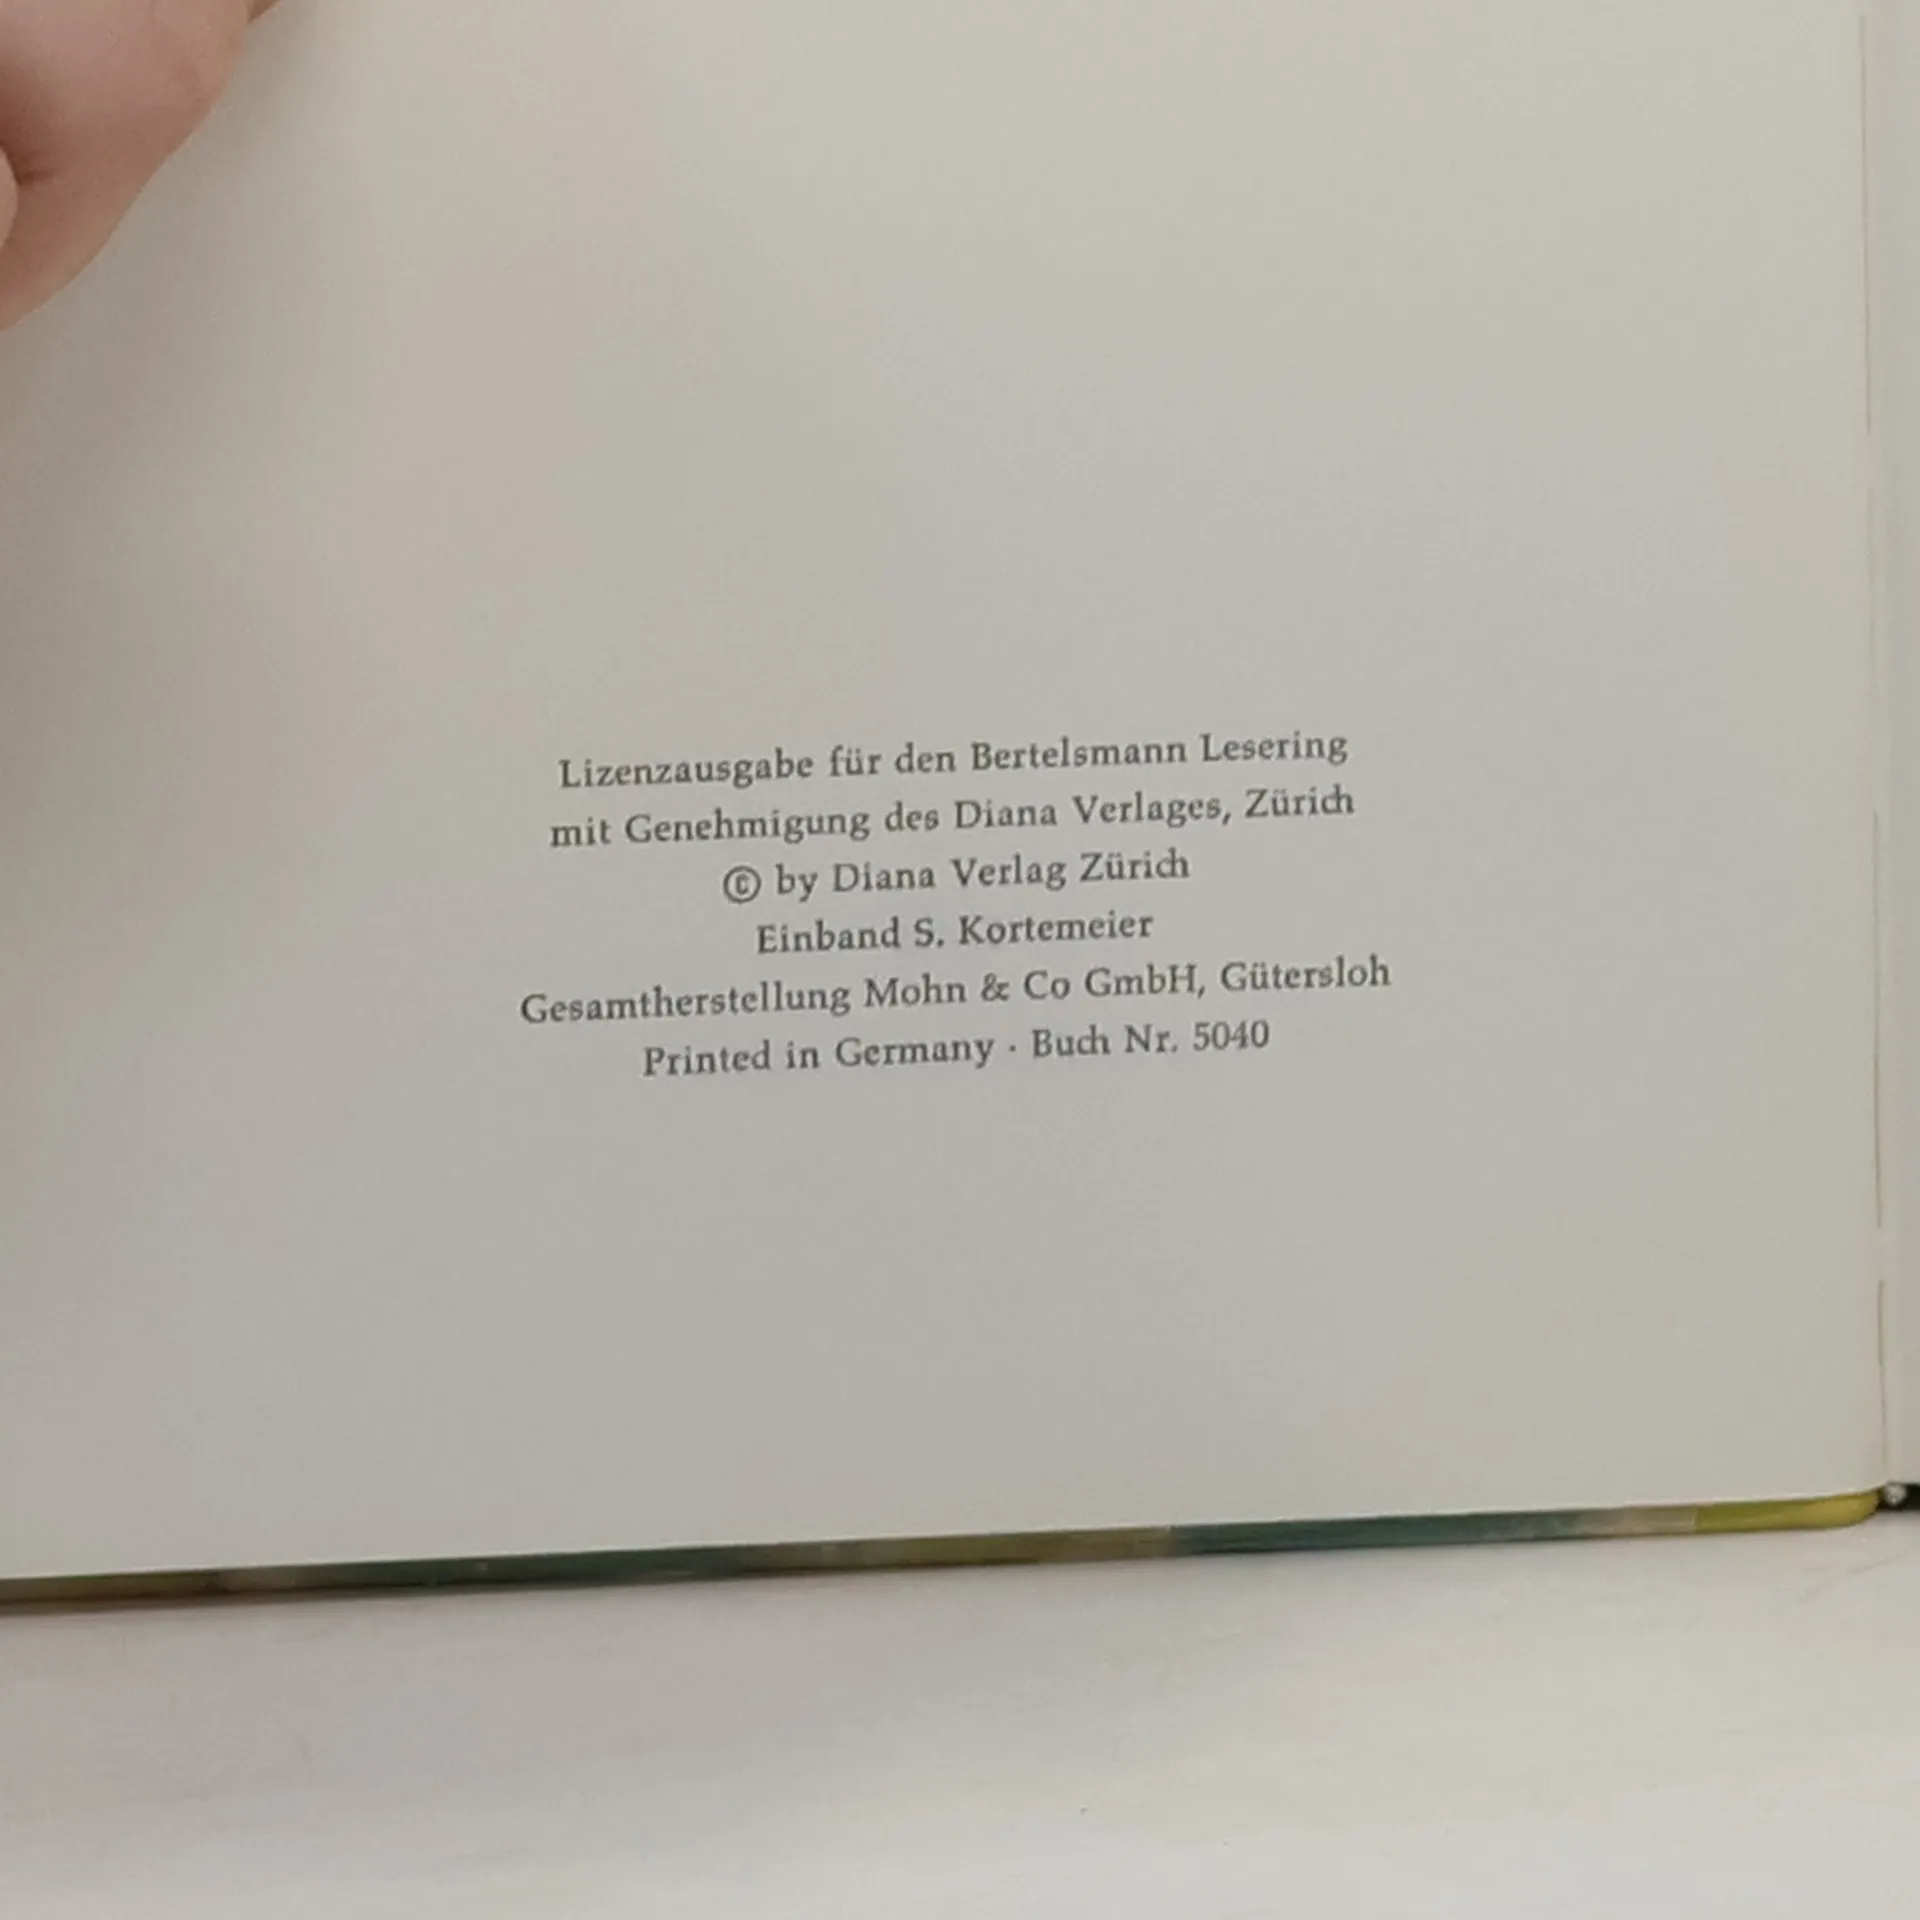 Lizenzausgabe für den Bertelsmann Lesering
mit Genehmigung des Diana Verlages, Zürich
© by Diana Verlag Zürich
Einband S. Kortemeier
Gesamtherstellung Mohn & Co GmbH, Gütersloh
Printed in Germany · Buch Nr. 5040